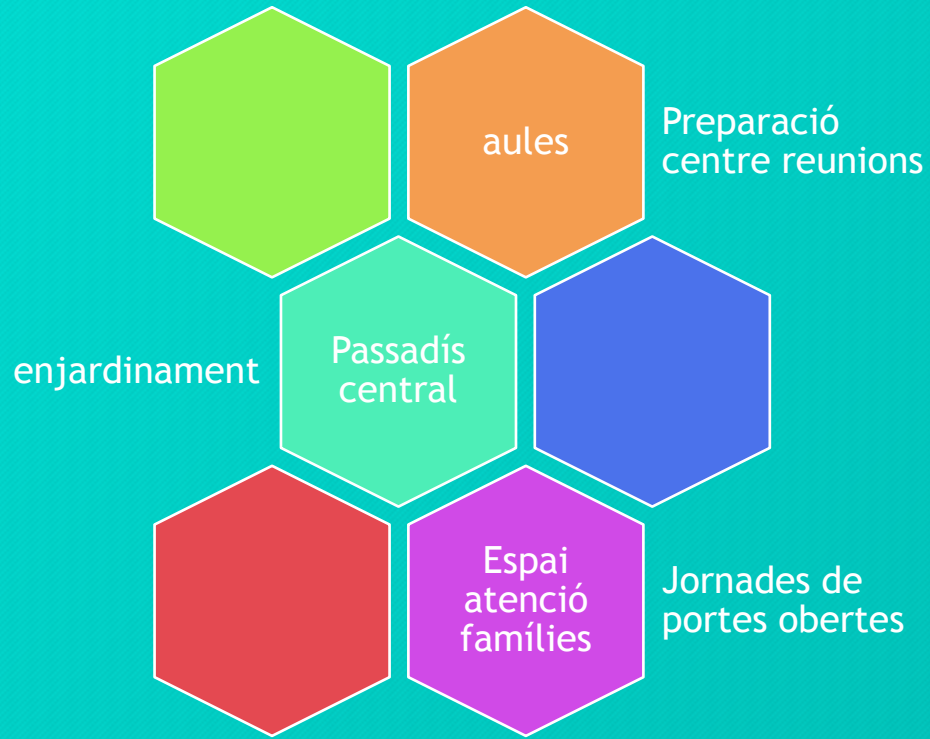 aules
Preparació
centre reunions
enjardinament
Passadís
central
Espai
atenció
famílies
Jornades de
portes obertes